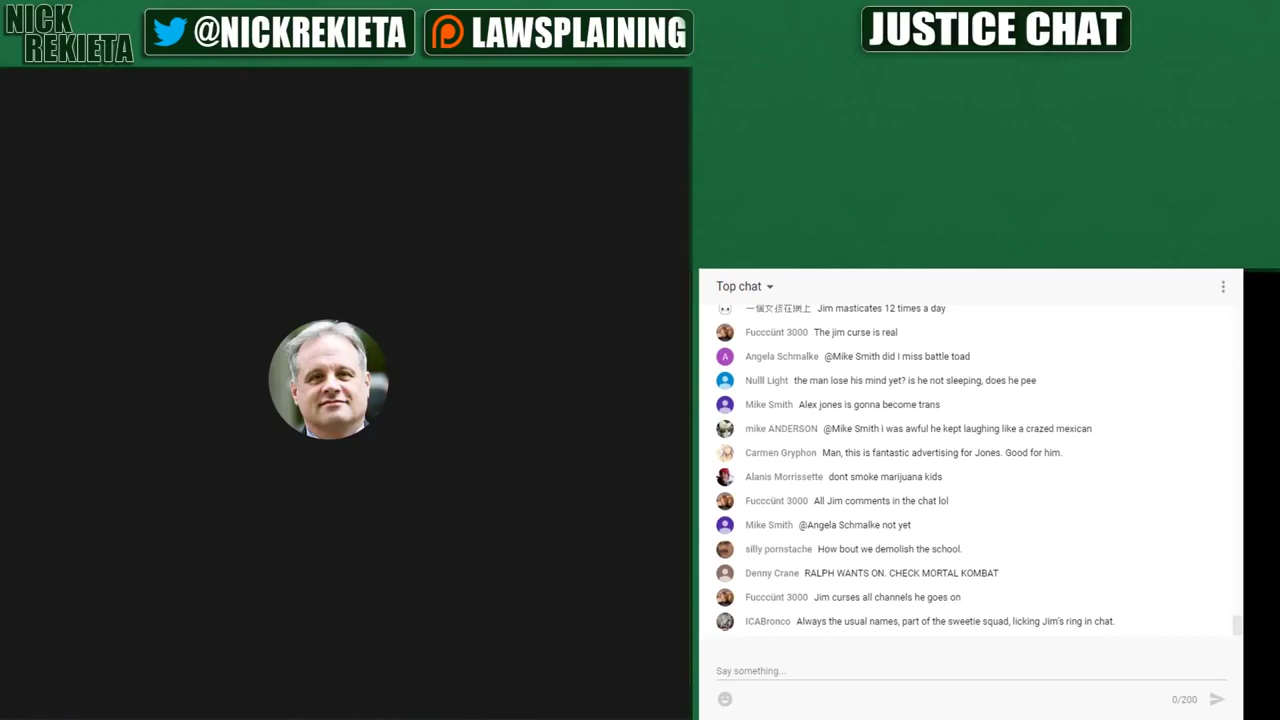 NICK
REKIETA
@NICKREKIETA
LAWSPLAINING
JUSTICE CHAT
Top chat
一個女孩在網上 Jim masticates 12 times a day
Fucccünt 3000 The jim curse is real
A Angela Schmalke @Mike Smith did I miss battle toad
Nulll Light the man lose his mind yet? is he not sleeping, does he pee
Mike Smith Alex jones is gonna become trans
mike ANDERSON @Mike Smith i was awful he kept laughing like a crazed mexican
Carmen Gryphon Man, this is fantastic advertising for Jones. Good for him.
Alanis Morrissette dont smoke marijuana kids
Fucccünt 3000 All Jim comments in the chat lol
Mike Smith @Angela Schmalke not yet
silly pornstache How bout we demolish the school.
Denny Crane RALPH WANTS ON. CHECK MORTAL KOMBAT
Fucccünt 3000 Jim curses all channels he goes on
ICABronco Always the usual names, part of the sweetie squad, licking Jim's ring in chat.
Say something...
0/200